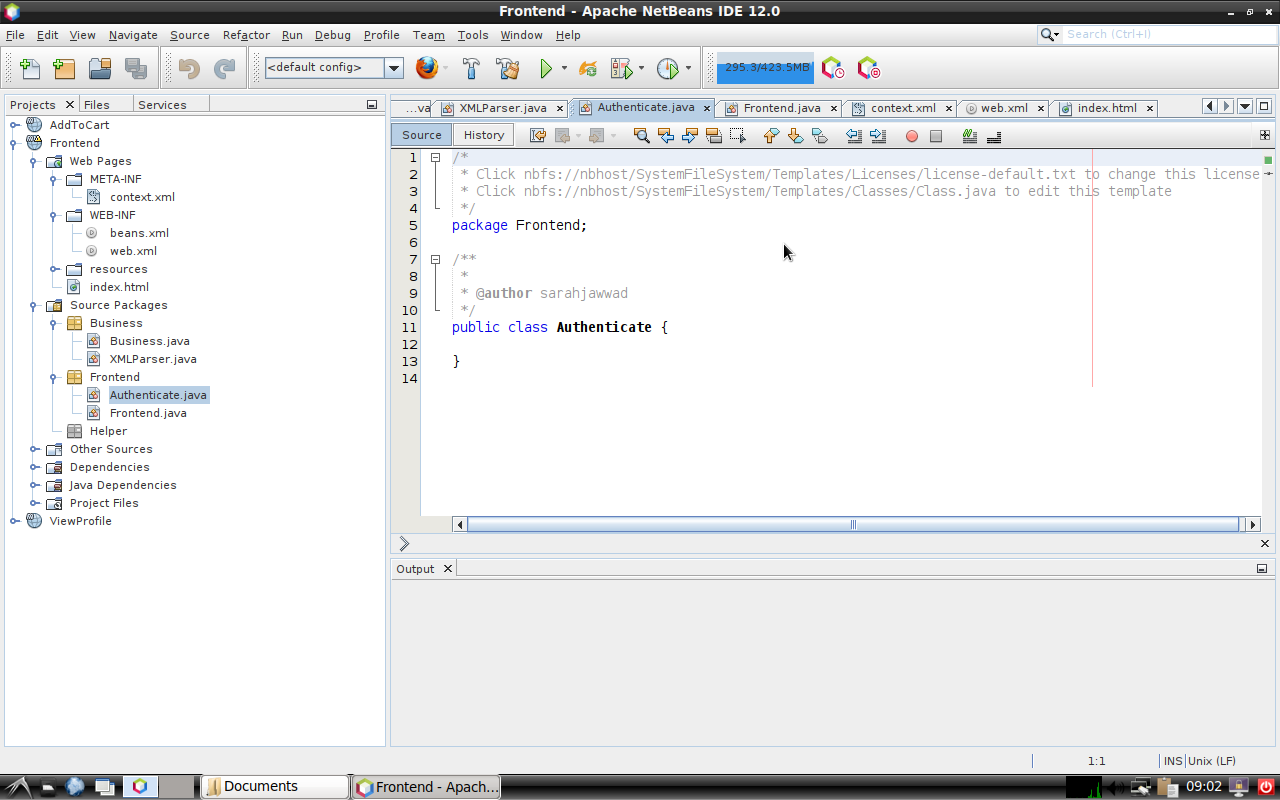 Frontend - Apache NetBeans IDE 12.0
File Edit View Navigate Source Refactor Run Debug Profile Team Tools Window Help
Search (Ctrl+I)
<default config>
295.3/423.5MB
Projects Files Services
AddToCart
Frontend
Web Pages
META-INF
context.xml
WEB-INF
beans.xml
web.xml
resources
index.html
Source Packages
Business
Business.java
XMLParser.java
Frontend
Authenticate.java
Frontend.java
Helper
Other Sources
Dependencies
Java Dependencies
Project Files
ViewProfile
...va XMLParser.java Authenticate.java Frontend.java context.xml web.xml index.html
Source History
1 /*
2 * Click nbfs://nbhost/SystemFileSystem/Templates/Licenses/license-default.txt to change this license
3 * Click nbfs://nbhost/SystemFileSystem/Templates/Classes/Class.java to edit this template
4 */
5 package Frontend;
6
7 /**
8 *
9 * @author sarahjawwad
10 */
11 public class Authenticate {
12
13 }
14
Output
1:1 INS Unix (LF)
Documents
Frontend - Apach...
09:02